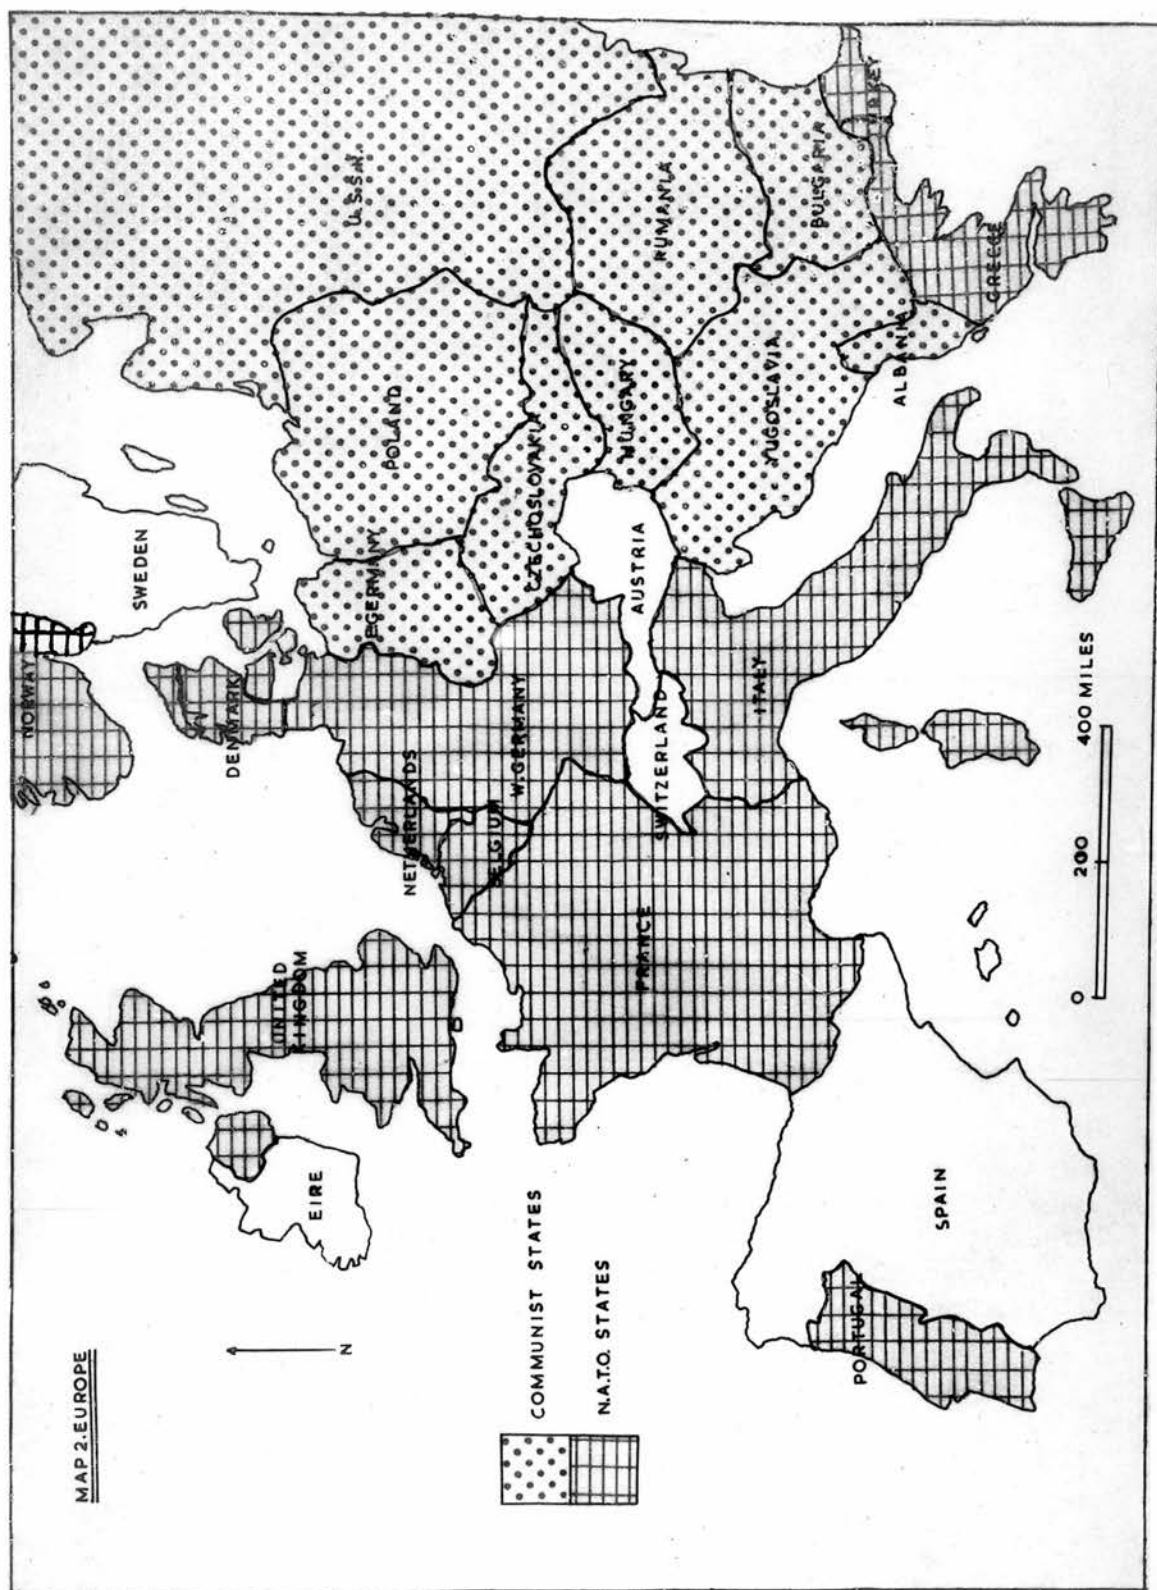 MAP 2. EUROPE
N
COMMUNIST STATES
N.A.T.O. STATES
NORWAY
SWEDEN
DENMARK
UNITED
KINGDOM
EIRE
NETHERLANDS
BELGIUM
W.GERMANY
E.GERMANY
POLAND
U.S.S.R.
CZECHOSLOVAKIA
FRANCE
SWITZERLAND
AUSTRIA
HUNGARY
RUMANIA
ITALY
YUGOSLAVIA
BULGARIA
ALBANIA
GREECE
TURKEY
PORTUGAL
SPAIN
0 200 400 MILES